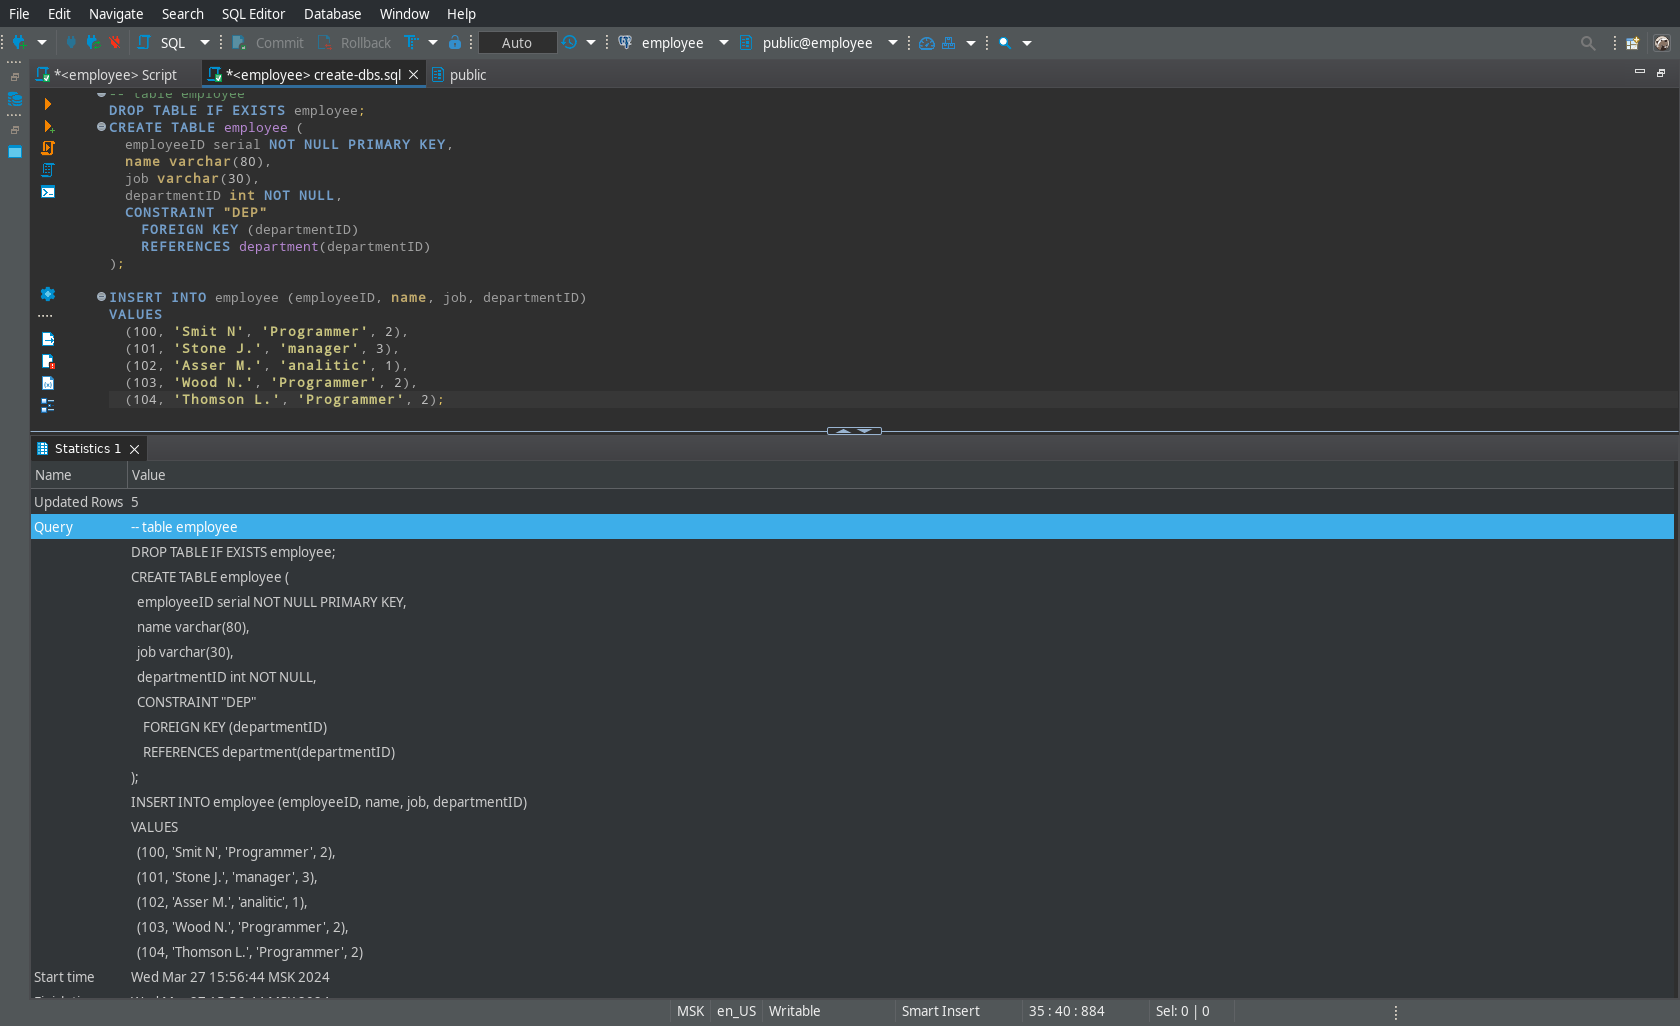 File Edit Navigate Search SQL Editor Database Window Help
SQL Commit Rollback Auto employee public@employee
*<employee> Script *<employee> create-dbs.sql public
-- table employee
DROP TABLE IF EXISTS employee;
CREATE TABLE employee (
employeeID serial NOT NULL PRIMARY KEY,
name varchar(80),
job varchar(30),
departmentID int NOT NULL,
CONSTRAINT "DEP"
FOREIGN KEY (departmentID)
REFERENCES department(departmentID)
);
INSERT INTO employee (employeeID, name, job, departmentID)
VALUES
(100, 'Smit N', 'Programmer', 2),
(101, 'Stone J.', 'manager', 3),
(102, 'Asser M.', 'analitic', 1),
(103, 'Wood N.', 'Programmer', 2),
(104, 'Thomson L.', 'Programmer', 2);
Statistics 1
Name Value
Updated Rows 5
Query -- table employee
DROP TABLE IF EXISTS employee;
CREATE TABLE employee (
employeeID serial NOT NULL PRIMARY KEY,
name varchar(80),
job varchar(30),
departmentID int NOT NULL,
CONSTRAINT "DEP"
FOREIGN KEY (departmentID)
REFERENCES department(departmentID)
);
INSERT INTO employee (employeeID, name, job, departmentID)
VALUES
(100, 'Smit N', 'Programmer', 2),
(101, 'Stone J.', 'manager', 3),
(102, 'Asser M.', 'analitic', 1),
(103, 'Wood N.', 'Programmer', 2),
(104, 'Thomson L.', 'Programmer', 2)
Start time Wed Mar 27 15:56:44 MSK 2024
MSK en_US Writable Smart Insert 35 : 40 : 884 Sel: 0 | 0